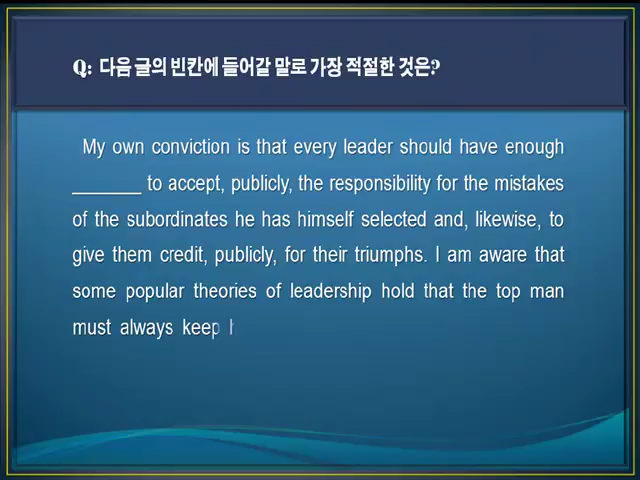 Q: 다음 글의 빈칸에 들어갈 말로 가장 적절한 것은?
My own conviction is that every leader should have enough
_______ to accept, publicly, the responsibility for the mistakes
of the subordinates he has himself selected and, likewise, to
give them credit, publicly, for their triumphs. I am aware that
some popular theories of leadership hold that the top man
must always keep h